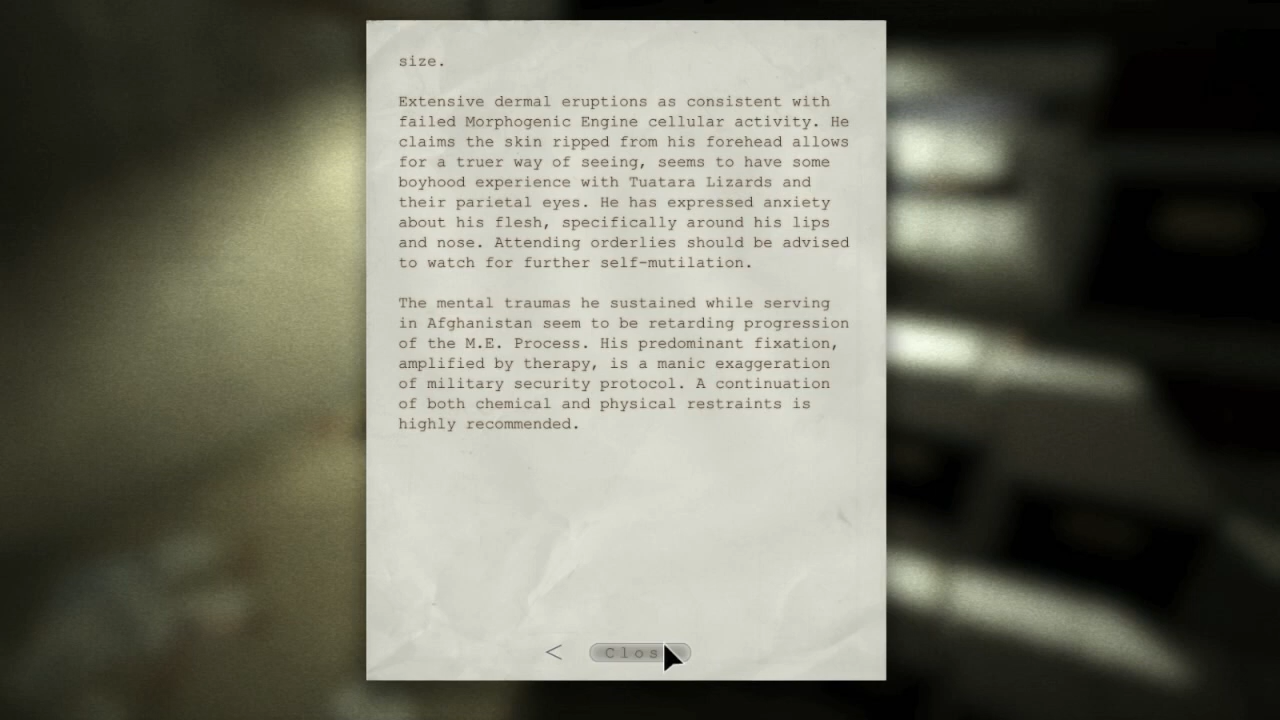 size.
Extensive dermal eruptions as consistent with
failed Morphogenic Engine cellular activity. He
claims the skin ripped from his forehead allows
for a truer way of seeing, seems to have some
boyhood experience with Tuatara Lizards and
their parietal eyes. He has expressed anxiety
about his flesh, specifically around his lips
and nose. Attending orderlies should be advised
to watch for further self-mutilation.
The mental traumas he sustained while serving
in Afghanistan seem to be retarding progression
of the M.E. Process. His predominant fixation,
amplified by therapy, is a manic exaggeration
of military security protocol. A continuation
of both chemical and physical restraints is
highly recommended.
< Clos